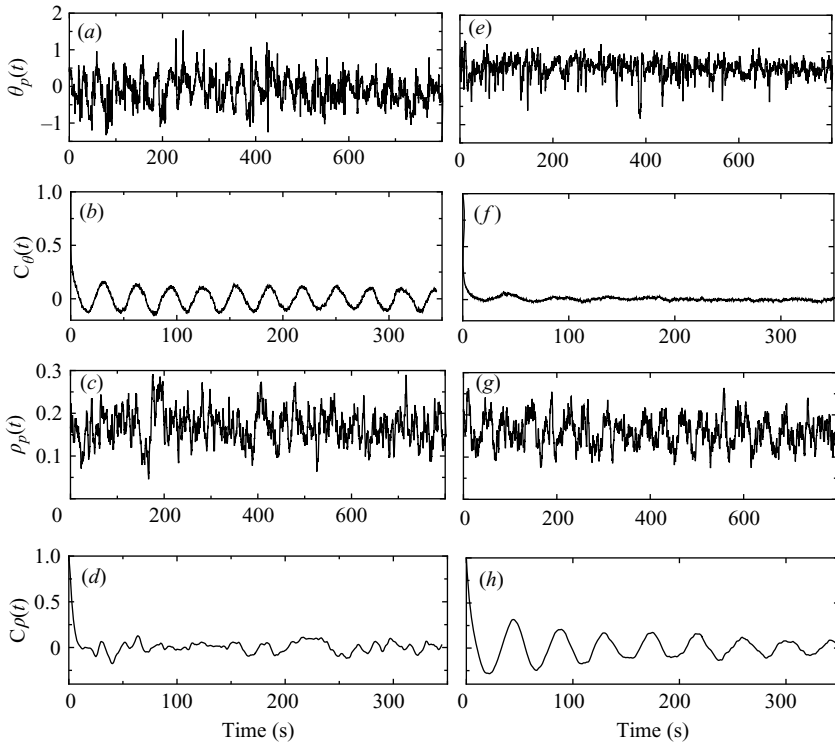 2
1
0
–1
θp(t)
(a)
0 200 400 600
(e)
0 200 400 600
1.0
0.5
0
Cθ(t)
(b)
0 100 200 300
(f)
0 100 200 300
0.3
0.2
0.1
ρp(t)
(c)
0 200 400 600
(g)
0 200 400 600
1.0
0.5
0
Cρ(t)
(d)
0 100 200 300
Time (s)
(h)
0 100 200 300
Time (s)